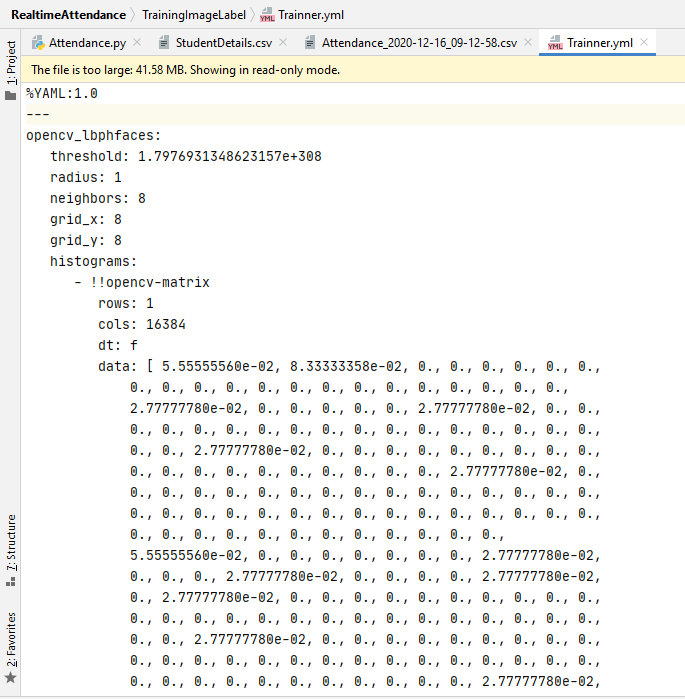 RealtimeAttendance
TrainingImageLabel
Trainner.yml
Attendance.py
StudentDetails.csv
Attendance_2020-12-16_09-12-58.csv
Trainner.yml
1: Project
The file is too large: 41.58 MB. Showing in read-only mode.
%YAML:1.0
---
opencv_lbphfaces:
threshold: 1.7976931348623157e+308
radius: 1
neighbors: 8
grid_x: 8
grid_y: 8
histograms:
- !!opencv-matrix
rows: 1
cols: 16384
dt: f
data: [ 5.55555560e-02, 8.33333358e-02, 0., 0., 0., 0., 0., 0.,
0., 0., 0., 0., 0., 0., 0., 0., 0., 0., 0., 0., 0., 0.,
2.77777780e-02, 0., 0., 0., 0., 0., 2.77777780e-02, 0., 0.,
0., 0., 0., 0., 0., 0., 0., 0., 0., 0., 0., 0., 0., 0., 0.,
0., 0., 2.77777780e-02, 0., 0., 0., 0., 0., 0., 0., 0., 0.,
0., 0., 0., 0., 0., 0., 0., 0., 0., 0., 2.77777780e-02, 0.,
0., 0., 0., 0., 0., 0., 0., 0., 0., 0., 0., 0., 0., 0., 0.,
0., 0., 0., 0., 0., 0., 0., 0., 0., 0., 0., 0., 0., 0., 0.,
0., 0., 0., 0., 0., 0., 0., 0., 0., 0., 0., 0.,
5.55555560e-02, 0., 0., 0., 0., 0., 0., 0., 2.77777780e-02,
0., 0., 0., 2.77777780e-02, 0., 0., 0., 0., 2.77777780e-02,
0., 2.77777780e-02, 0., 0., 0., 0., 0., 0., 0., 0., 0., 0.,
0., 0., 0., 0., 0., 0., 0., 0., 0., 0., 0., 0., 0., 0., 0.,
0., 0., 2.77777780e-02, 0., 0., 0., 0., 0., 0., 0., 0., 0.,
0., 0., 0., 0., 0., 0., 0., 0., 0., 0., 0., 0., 0., 0., 0.,
0., 0., 0., 0., 0., 0., 0., 0., 0., 0., 0., 2.77777780e-02,
7: Structure
2: Favorites